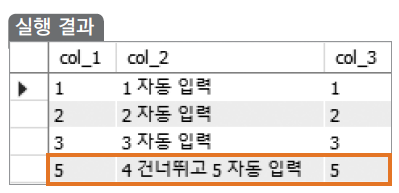 실행 결과
col_1 col_2 col_3
1 1 자동 입력 1
2 2 자동 입력 2
3 3 자동 입력 3
5 4 건너뛰고 5 자동 입력 5